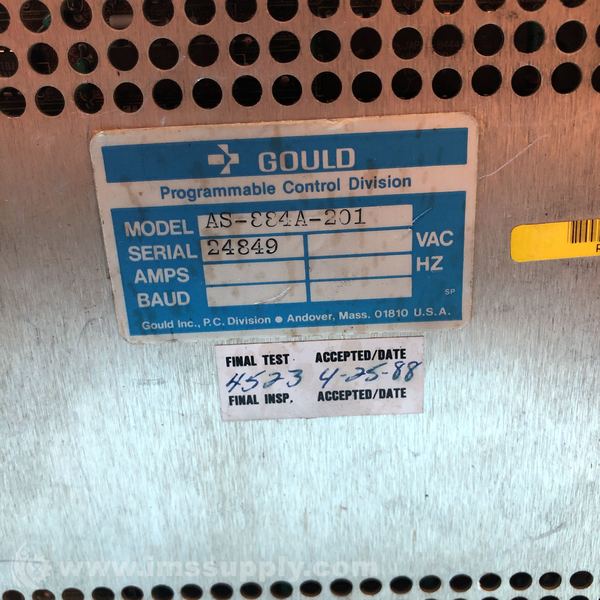 GOULD
Programmable Control Division
MODEL AS-884A-201
SERIAL 24849 VAC
AMPS HZ
BAUD
SP
Gould Inc., P.C. Division ● Andover, Mass. 01810 U.S.A.
FINAL TEST ACCEPTED/DATE
4523 4-25-88
FINAL INSP. ACCEPTED/DATE
www.imssupply.com